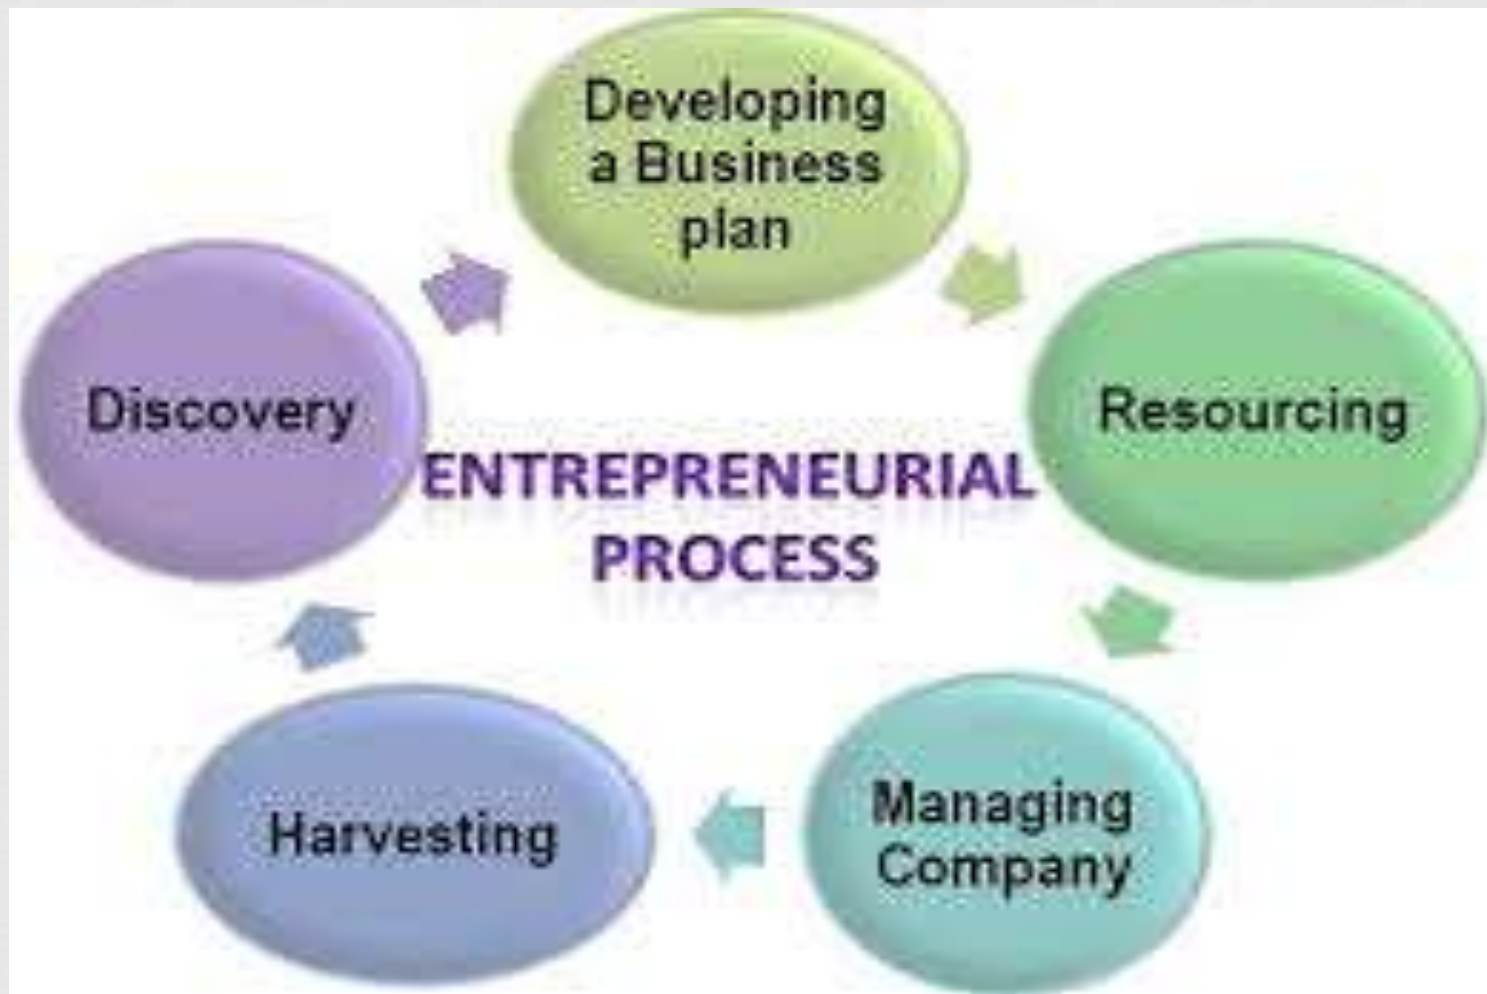 Developing
a Business
plan
Discovery
Resourcing
ENTREPRENEURIAL
PROCESS
Harvesting
Managing
Company